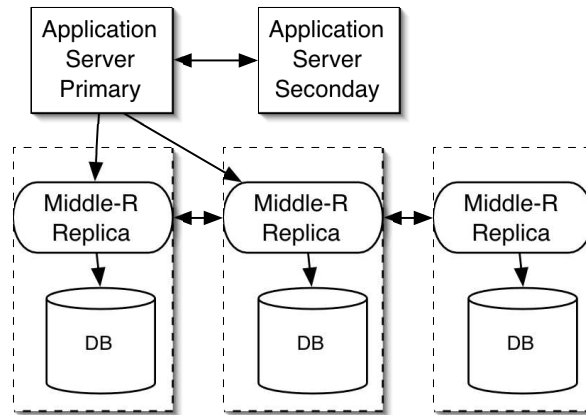 Application
Server
Primary
Application
Server
Seconday
Middle-R
Replica
Middle-R
Replica
Middle-R
Replica
DB
DB
DB